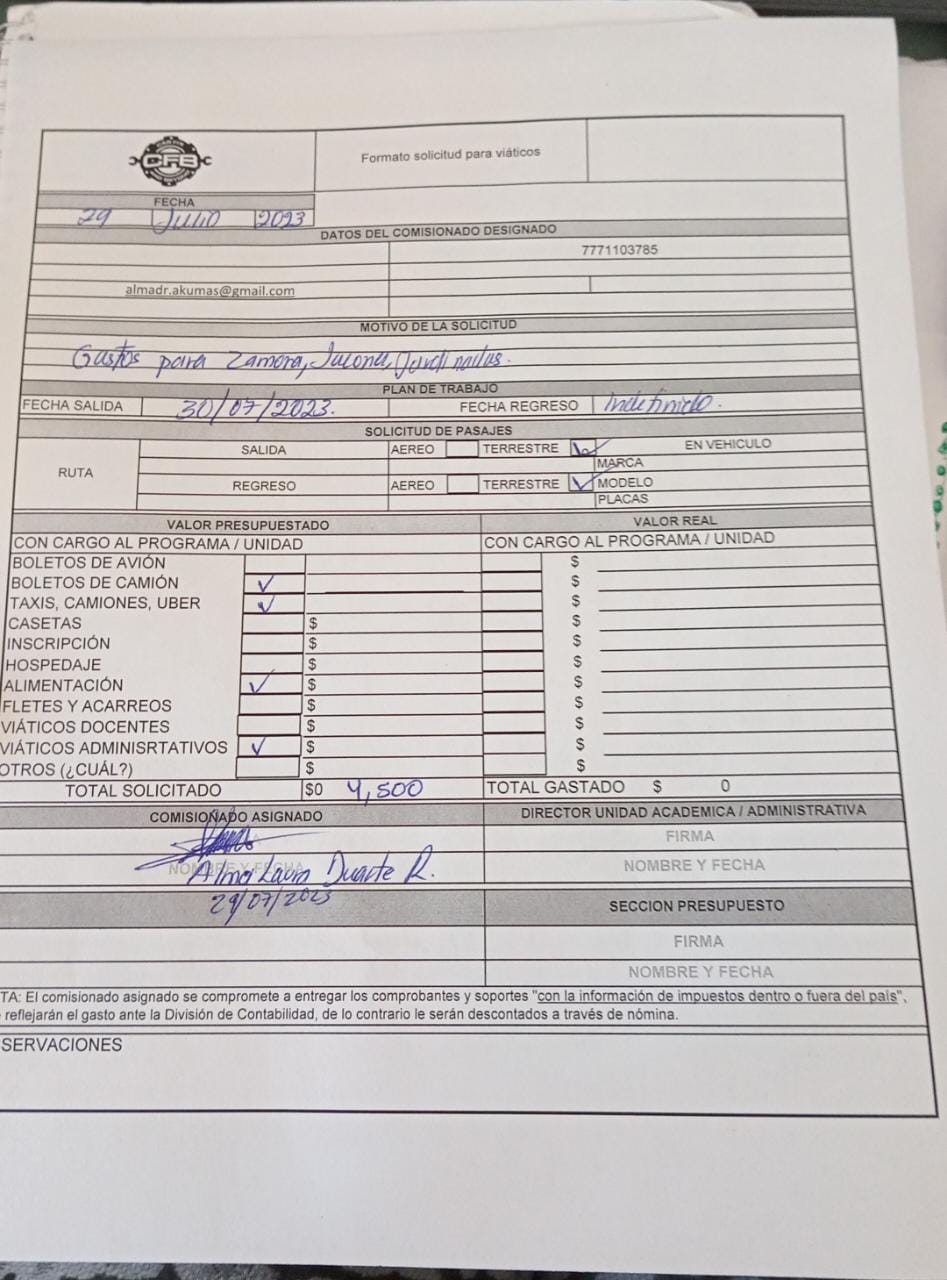 CFB
Formato solicitud para viáticos
FECHA
29 Julio 2023
DATOS DEL COMISIONADO DESIGNADO
7771103785
almadr.akumas@gmail.com
MOTIVO DE LA SOLICITUD
Gastos para Zamora, Jacona,
PLAN DE TRABAJO
FECHA SALIDA 30/07/2023. FECHA REGRESO Indefinido.
SOLICITUD DE PASAJES
RUTA SALIDA AEREO TERRESTRE ✓ EN VEHICULO
MARCA
REGRESO AEREO TERRESTRE ✓ MODELO
PLACAS
VALOR PRESUPUESTADO VALOR REAL
CON CARGO AL PROGRAMA / UNIDAD CON CARGO AL PROGRAMA / UNIDAD
BOLETOS DE AVIÓN $
BOLETOS DE CAMIÓN ✓ $
TAXIS, CAMIONES, UBER ✓ $
CASETAS $ $
INSCRIPCIÓN $ $
HOSPEDAJE $ $
ALIMENTACIÓN ✓ $ $
FLETES Y ACARREOS $ $
VIÁTICOS DOCENTES $ $
VIÁTICOS ADMINISRTATIVOS ✓ $ $
OTROS (¿CUÁL?) $ $
TOTAL SOLICITADO $0 4,500 TOTAL GASTADO $ 0
COMISIOÑADO ASIGNADO DIRECTOR UNIDAD ACADEMICA / ADMINISTRATIVA
FIRMA
NOMBRE Y FECHA NOMBRE Y FECHA
Alma Laura Duarte R.
29/07/2023
SECCION PRESUPUESTO
FIRMA
NOMBRE Y FECHA
TA: El comisionado asignado se compromete a entregar los comprobantes y soportes "con la información de impuestos dentro o fuera del país",
reflejarán el gasto ante la División de Contabilidad, de lo contrario le serán descontados a través de nómina.
SERVACIONES